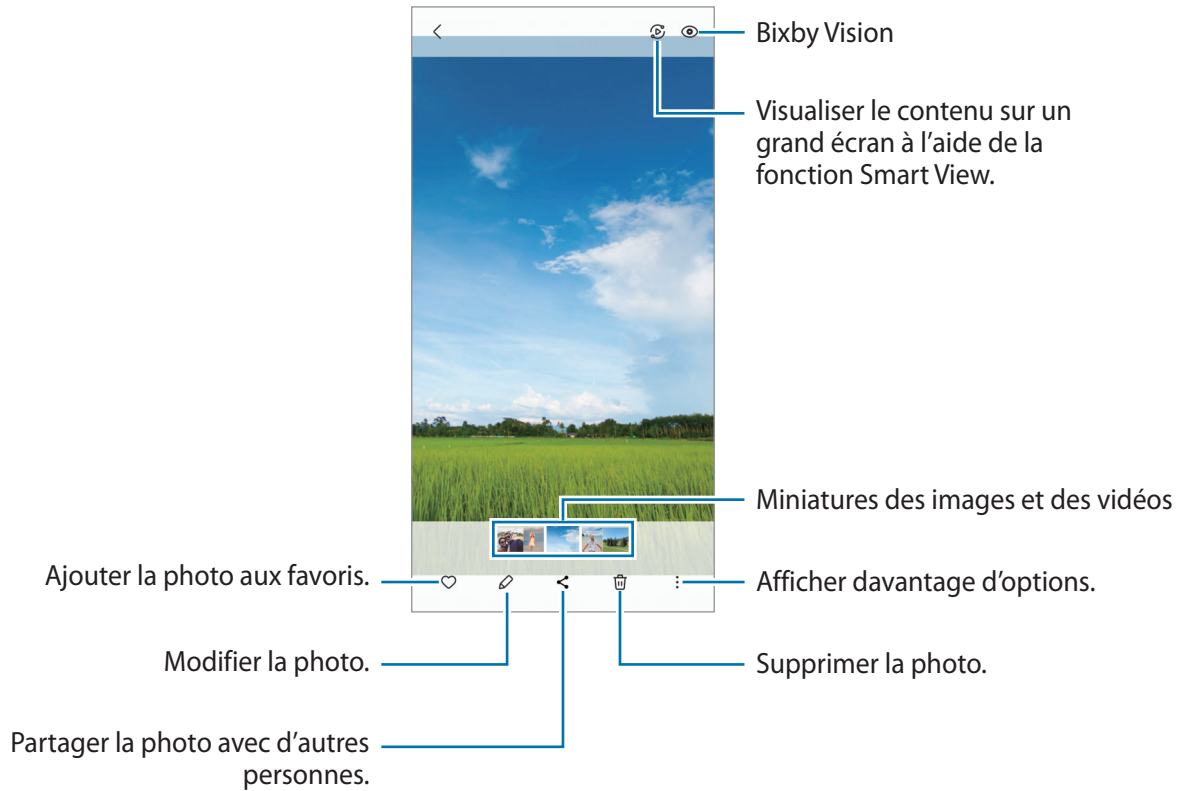 Bixby Vision
Visualiser le contenu sur un
grand écran à l’aide de la
fonction Smart View.
Miniatures des images et des vidéos
Ajouter la photo aux favoris.
Afficher davantage d’options.
Modifier la photo.
Supprimer la photo.
Partager la photo avec d’autres
personnes.